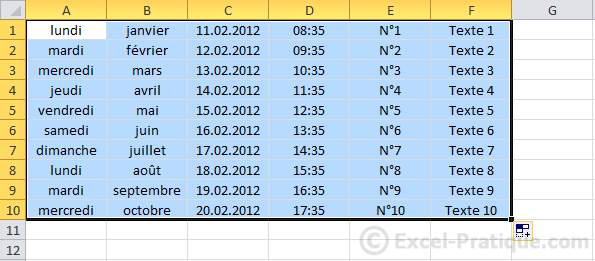 A B C D E F G
1 lundi janvier 11.02.2012 08:35 N°1 Texte 1
2 mardi février 12.02.2012 09:35 N°2 Texte 2
3 mercredi mars 13.02.2012 10:35 N°3 Texte 3
4 jeudi avril 14.02.2012 11:35 N°4 Texte 4
5 vendredi mai 15.02.2012 12:35 N°5 Texte 5
6 samedi juin 16.02.2012 13:35 N°6 Texte 6
7 dimanche juillet 17.02.2012 14:35 N°7 Texte 7
8 lundi août 18.02.2012 15:35 N°8 Texte 8
9 mardi septembre 19.02.2012 16:35 N°9 Texte 9
10 mercredi octobre 20.02.2012 17:35 N°10 Texte 10
11
12
© Excel-Pratique.com